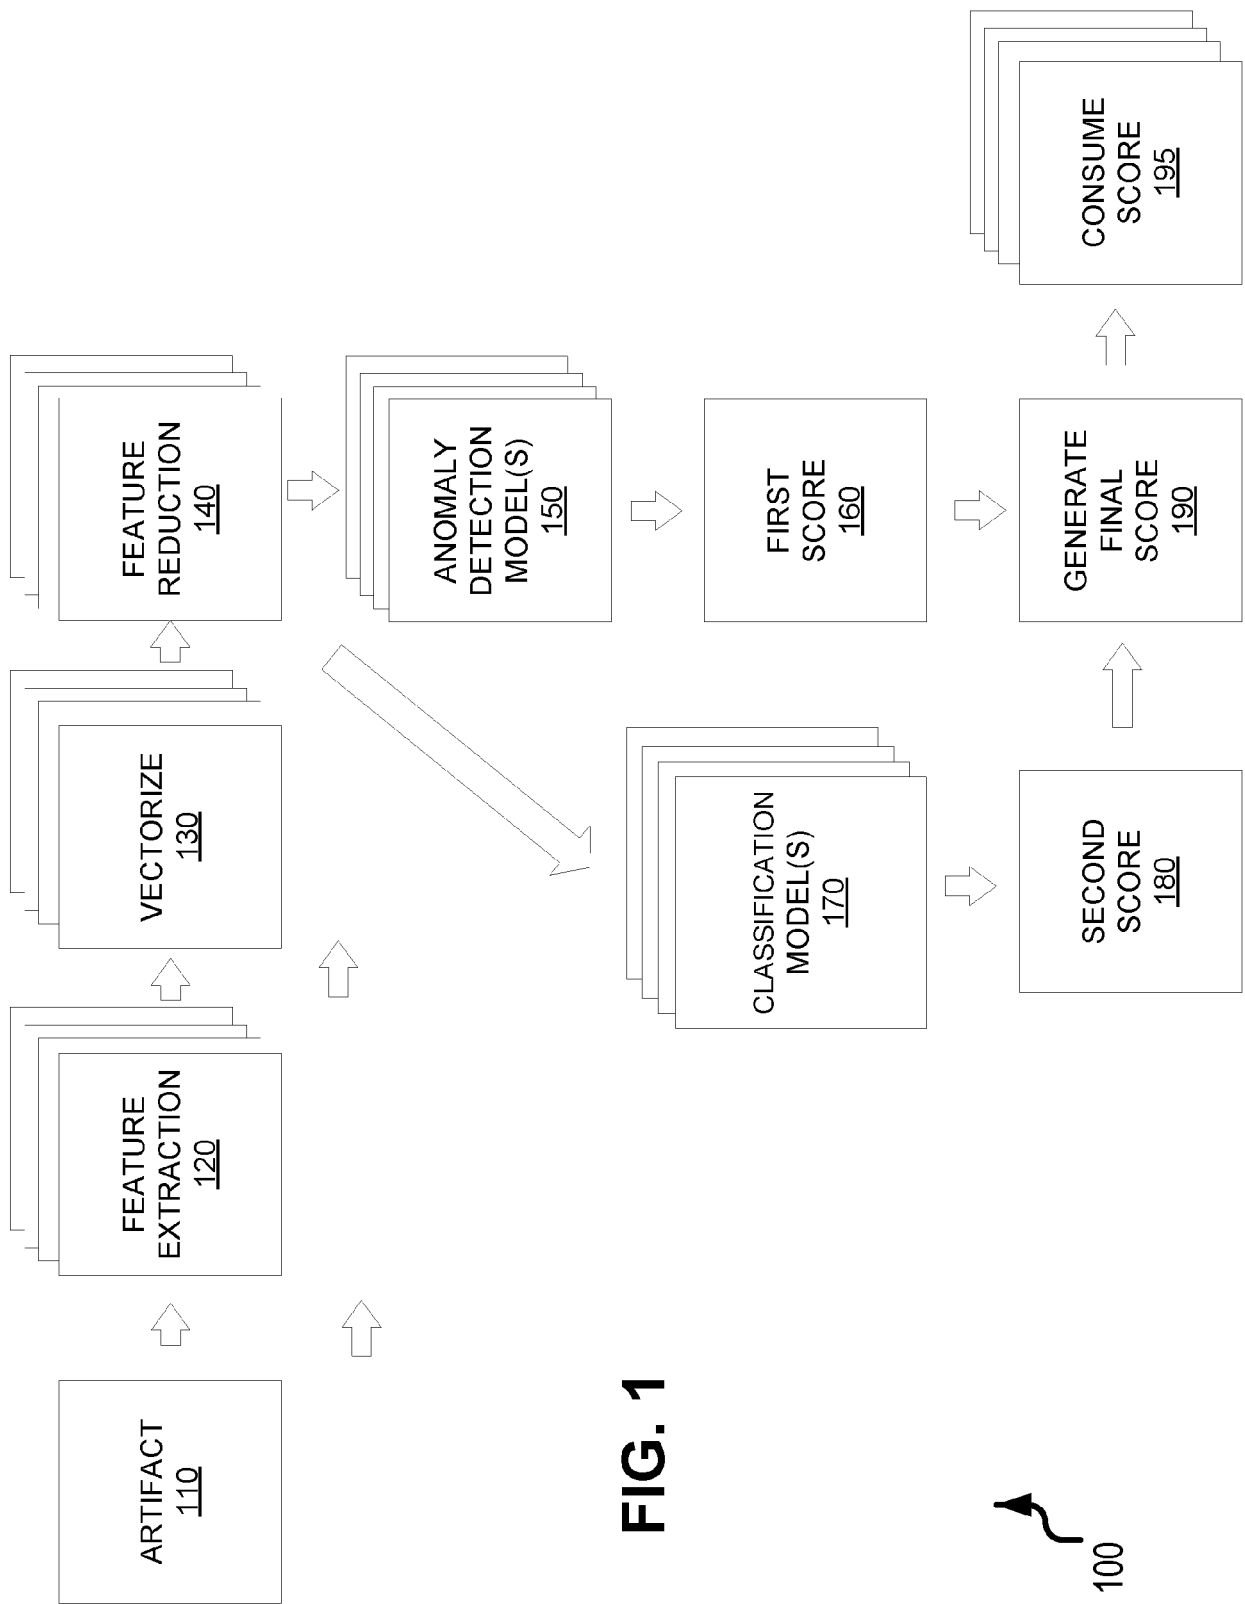 ARTIFACT
110
FEATURE
EXTRACTION
120
VECTORIZE
130
FEATURE
REDUCTION
140
ANOMALY
DETECTION
MODEL(S)
150
FIRST
SCORE
160
CLASSIFICATION
MODEL(S)
170
SECOND
SCORE
180
GENERATE
FINAL
SCORE
190
CONSUME
SCORE
195
FIG. 1
100